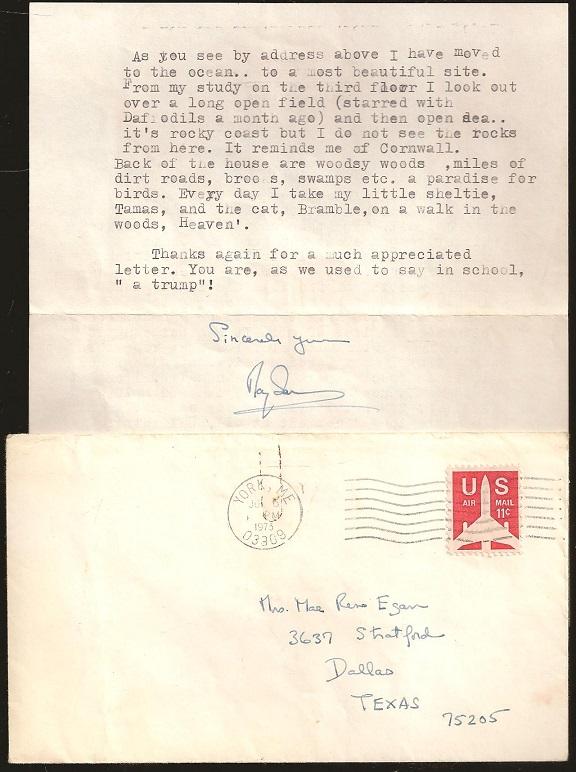 As you see by address above I have moved
to the ocean.. to a most beautiful site.
From my study on the third floor I look out
over a long open field (starred with
Daffodils a month ago) and then open sea..
it's rocky coast but I do not see the rocks
from here. It reminds me of Cornwall.
Back of the house are woodsy woods ,miles of
dirt roads, brooks, swamps etc. a paradise for
birds. Every day I take my little sheltie,
Tamas, and the cat, Bramble,on a walk in the
woods, Heaven'.
Thanks again for a much appreciated
letter. You are, as we used to say in school,
" a trump"!
Sincerely yours
YORK, ME
PM
1973
03909
US
AIR MAIL
11¢
Mrs. Mae Reno Egan
3637 Stratford
Dallas
TEXAS
75205